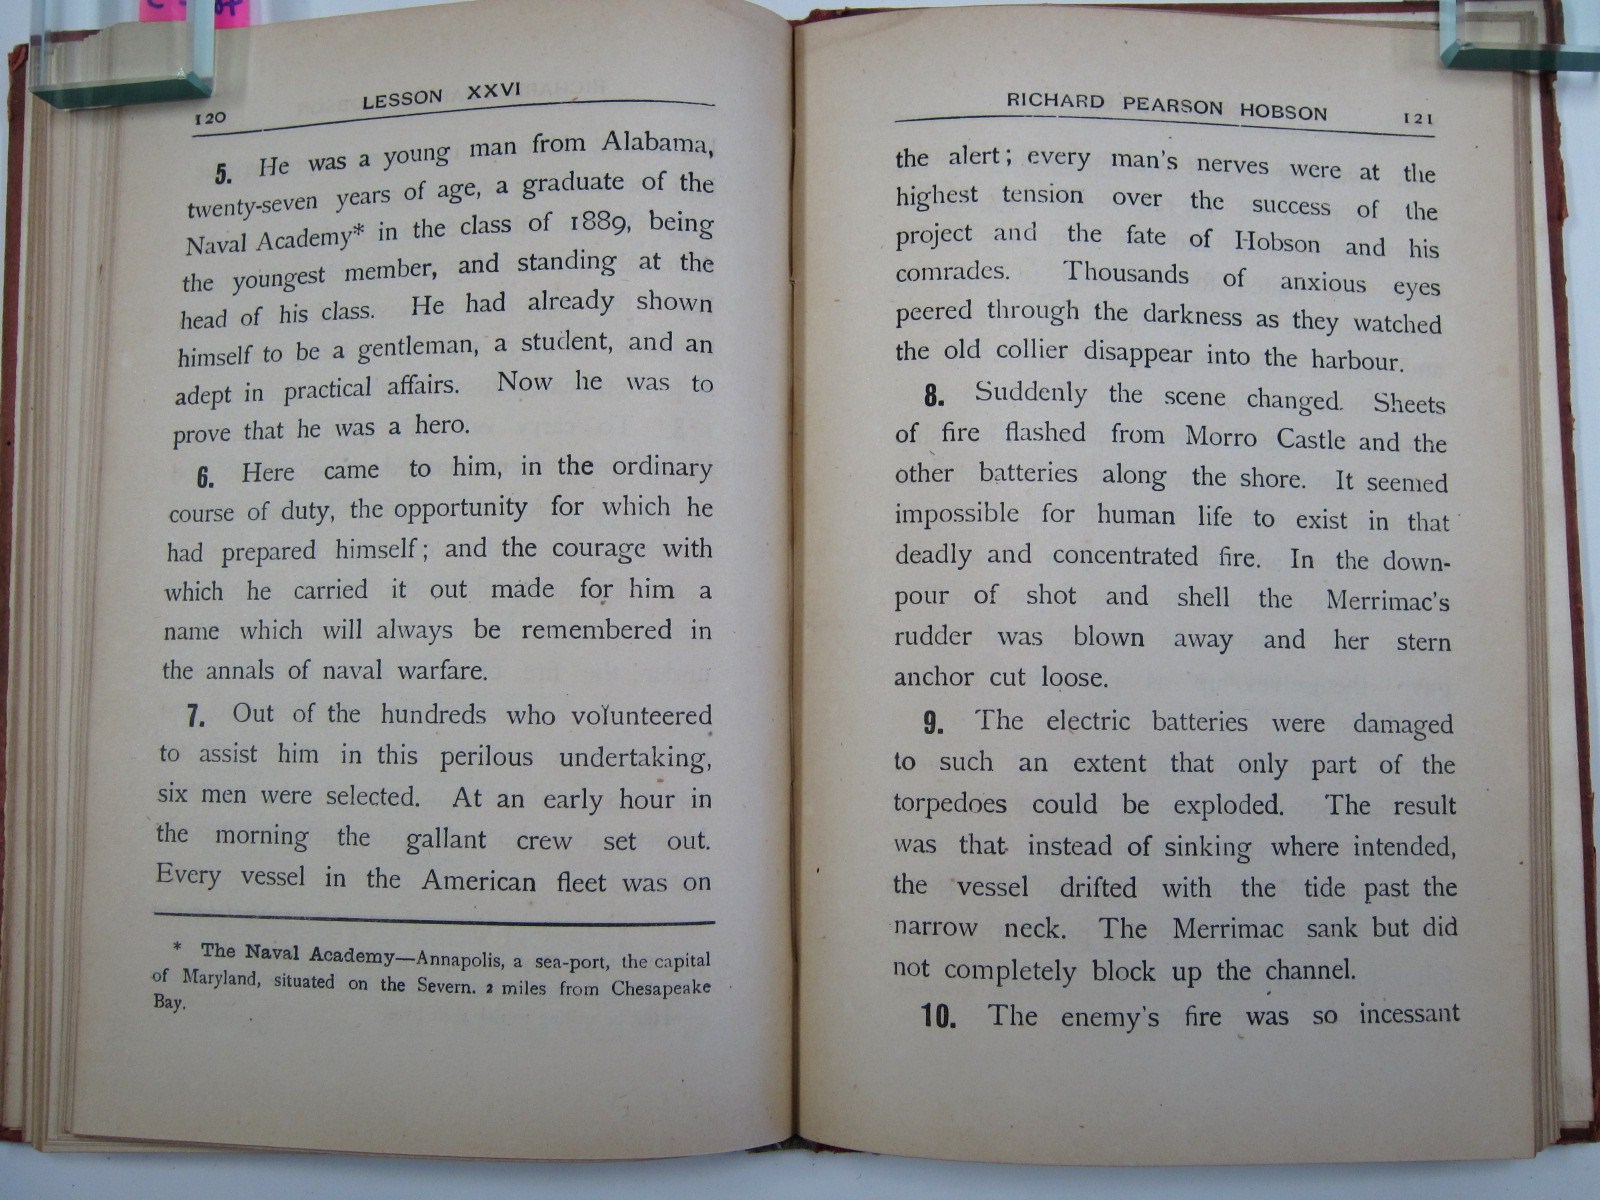 LESSON XXVI
120
5. He was a young man from Alabama,
twenty-seven years of age, a graduate of the
Naval Academy* in the class of 1889, being
the youngest member, and standing at the
head of his class. He had already shown
himself to be a gentleman, a student, and an
adept in practical affairs. Now he was to
prove that he was a hero.
6. Here came to him, in the ordinary
course of duty, the opportunity for which he
had prepared himself; and the courage with
which he carried it out made for him a
name which will always be remembered in
the annals of naval warfare.
7. Out of the hundreds who volunteered
to assist him in this perilous undertaking,
six men were selected. At an early hour in
the morning the gallant crew set out.
Every vessel in the American fleet was on
* The Naval Academy—Annapolis, a sea-port, the capital
of Maryland, situated on the Severn. 2 miles from Chesapeake
Bay.
RICHARD PEARSON HOBSON 121
the alert; every man's nerves were at the
highest tension over the success of the
project and the fate of Hobson and his
comrades. Thousands of anxious eyes
peered through the darkness as they watched
the old collier disappear into the harbour.
8. Suddenly the scene changed. Sheets
of fire flashed from Morro Castle and the
other batteries along the shore. It seemed
impossible for human life to exist in that
deadly and concentrated fire. In the down-
pour of shot and shell the Merrimac's
rudder was blown away and her stern
anchor cut loose.
9. The electric batteries were damaged
to such an extent that only part of the
torpedoes could be exploded. The result
was that instead of sinking where intended,
the vessel drifted with the tide past the
narrow neck. The Merrimac sank but did
not completely block up the channel.
10. The enemy's fire was so incessant